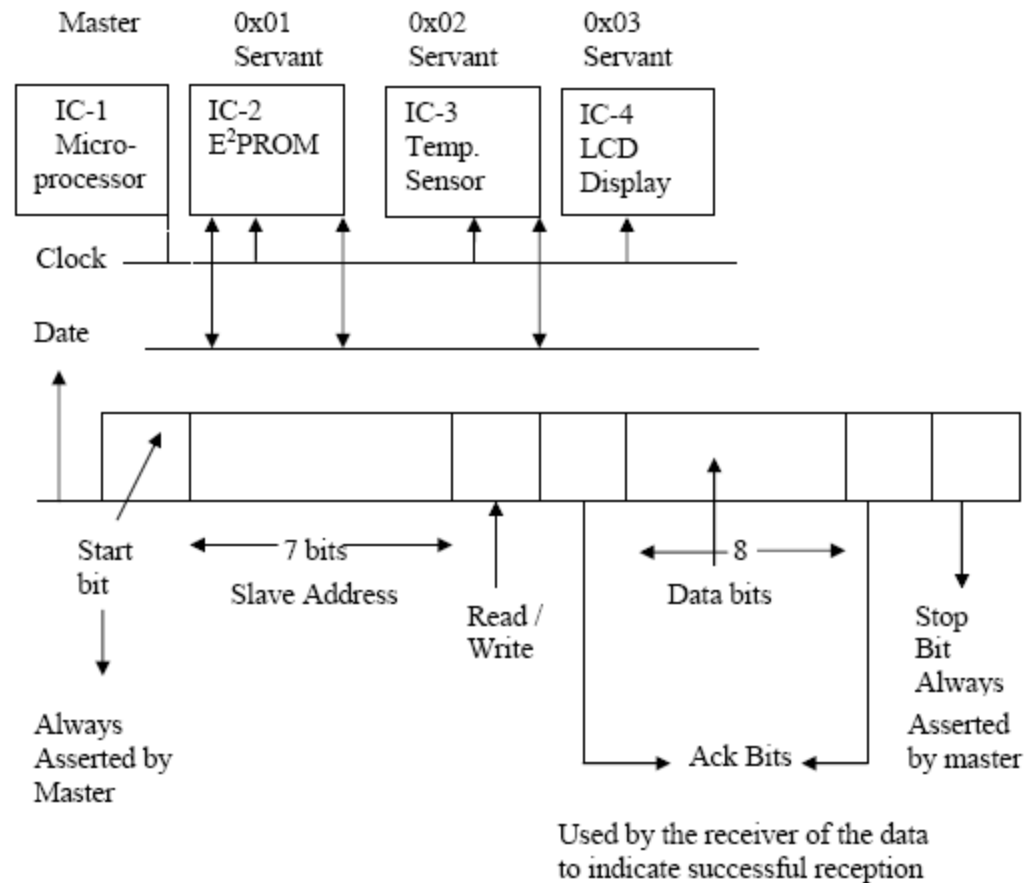 Master
0x01
Servant
0x02
Servant
0x03
Servant
IC-1
Micro-
processor
IC-2
E²PROM
IC-3
Temp.
Sensor
IC-4
LCD
Display
Clock
Date
Start
bit
7 bits
Slave Address
Read /
Write
8
Data bits
Stop
Bit
Always
Asserted
by master
Always
Asserted by
Master
Ack Bits
Used by the receiver of the data
to indicate successful reception